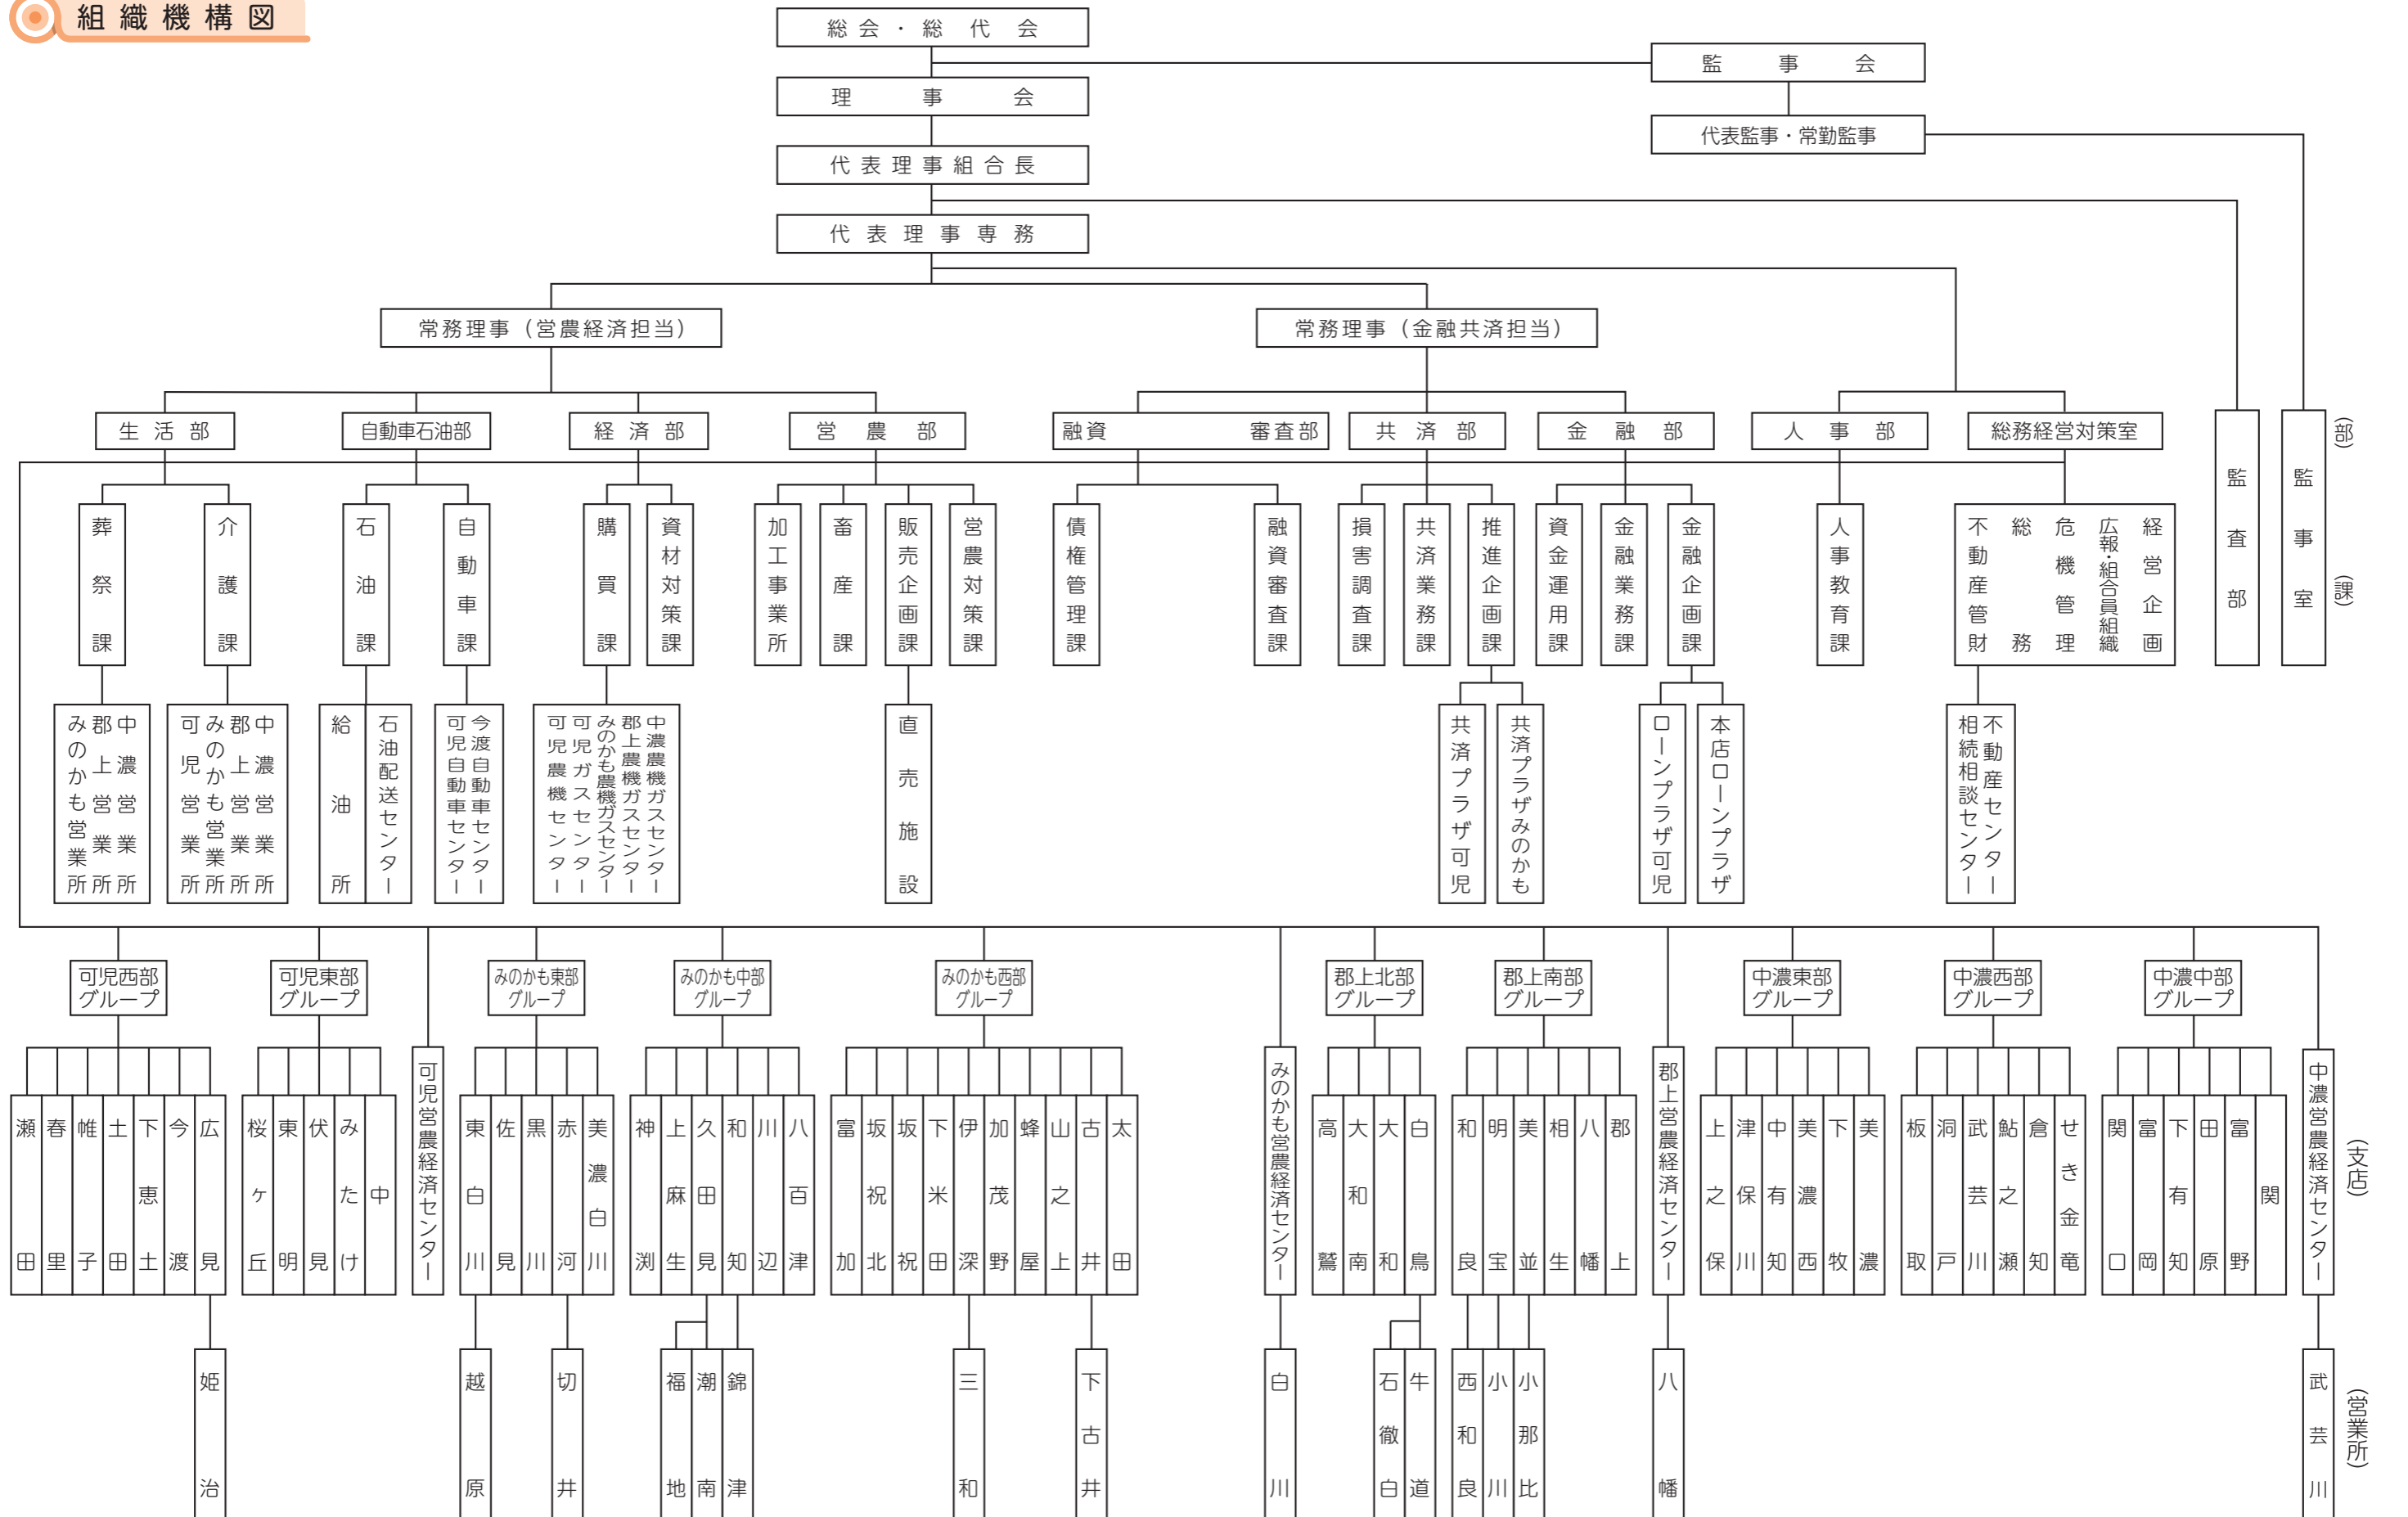 組織機構図
総会・総代会
監事会
理事会
代表監事・常勤監事
代表理事組合長
代表理事専務
常務理事（営農経済担当）
常務理事（金融共済担当）
生活部
自動車石油部
経済部
営農部
融資審査部
共済部
金融部
人事部
総務経営対策室
監査部
監事室
（部）
葬祭課
介護課
石油課
自動車課
購買課
資材対策課
加工事業所
畜産課
販売企画課
営農対策課
債権管理課
融資審査課
損害調査課
共済業務課
推進企画課
資金運用課
金融業務課
金融企画課
人事教育課
経営企画
広報・組合員組織
危機管理
総務
不動産管財
（課）
中濃営業所
郡上営業所
みのかも営業所
中濃営業所
郡上営業所
みのかも営業所
可児営業所
給油所
石油配送センター
今渡自動車センター
可児自動車センター
中濃農機ガスセンター
郡上農機ガスセンター
みのかも農機ガスセンター
可児ガスセンター
可児農機センター
直売施設
共済プラザ可児
共済プラザみのかも
ローンプラザ可児
本店ローンプラザ
不動産センター
相続相談センター
可児西部
グループ
可児東部
グループ
みのかも東部
グループ
みのかも中部
グループ
みのかも西部
グループ
郡上北部
グループ
郡上南部
グループ
中濃東部
グループ
中濃西部
グループ
中濃中部
グループ
瀬田
春里
帷子
土田
下恵土
今渡
広見
桜ヶ丘
東明
伏見
みたけ
中
可児営農経済センター
東白川
佐見
黒川
赤河
美濃白川
神渕
上麻生
久田見
和知
川辺
八百津
富加
坂祝北
坂祝
下米田
伊深
加茂野
蜂屋
山之上
古井
太田
みのかも営農経済センター
高鷲
大和南
大和
白鳥
和良
明宝
美並
相生
八幡
郡上
郡上営農経済センター
上之保
津保川
中有知
美濃西
下牧
美濃
板取
洞戸
武芸川
鮎之瀬
倉知
せき金竜
関口
富岡
下有知
田原
富野
関
中濃営農経済センター
（支店）
姫治
越原
切井
福地
潮南
錦津
三和
下古井
白川
石徹白
牛道
西和良
小川
小那比
八幡
武芸川
（営業所）